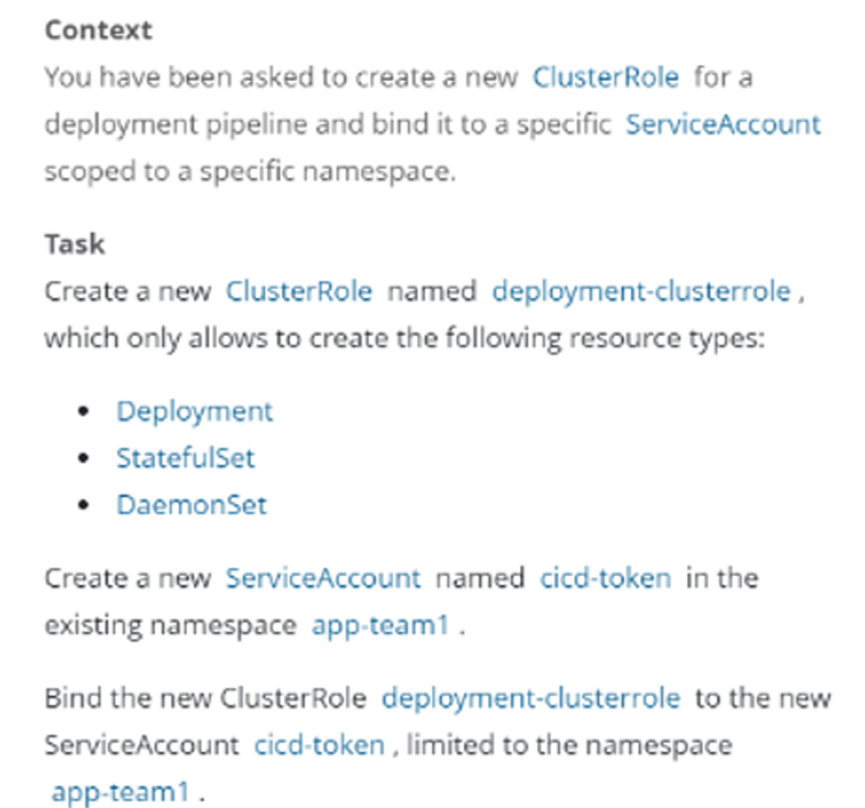 Context
You have been asked to create a new ClusterRole for a
deployment pipeline and bind it to a specific ServiceAccount
scoped to a specific namespace.
Task
Create a new ClusterRole named deployment-clusterrole ,
which only allows to create the following resource types:
• Deployment
• StatefulSet
• DaemonSet
Create a new ServiceAccount named cicd-token in the
existing namespace app-team1 .
Bind the new ClusterRole deployment-clusterrole to the new
ServiceAccount cicd-token , limited to the namespace
app-team1 .